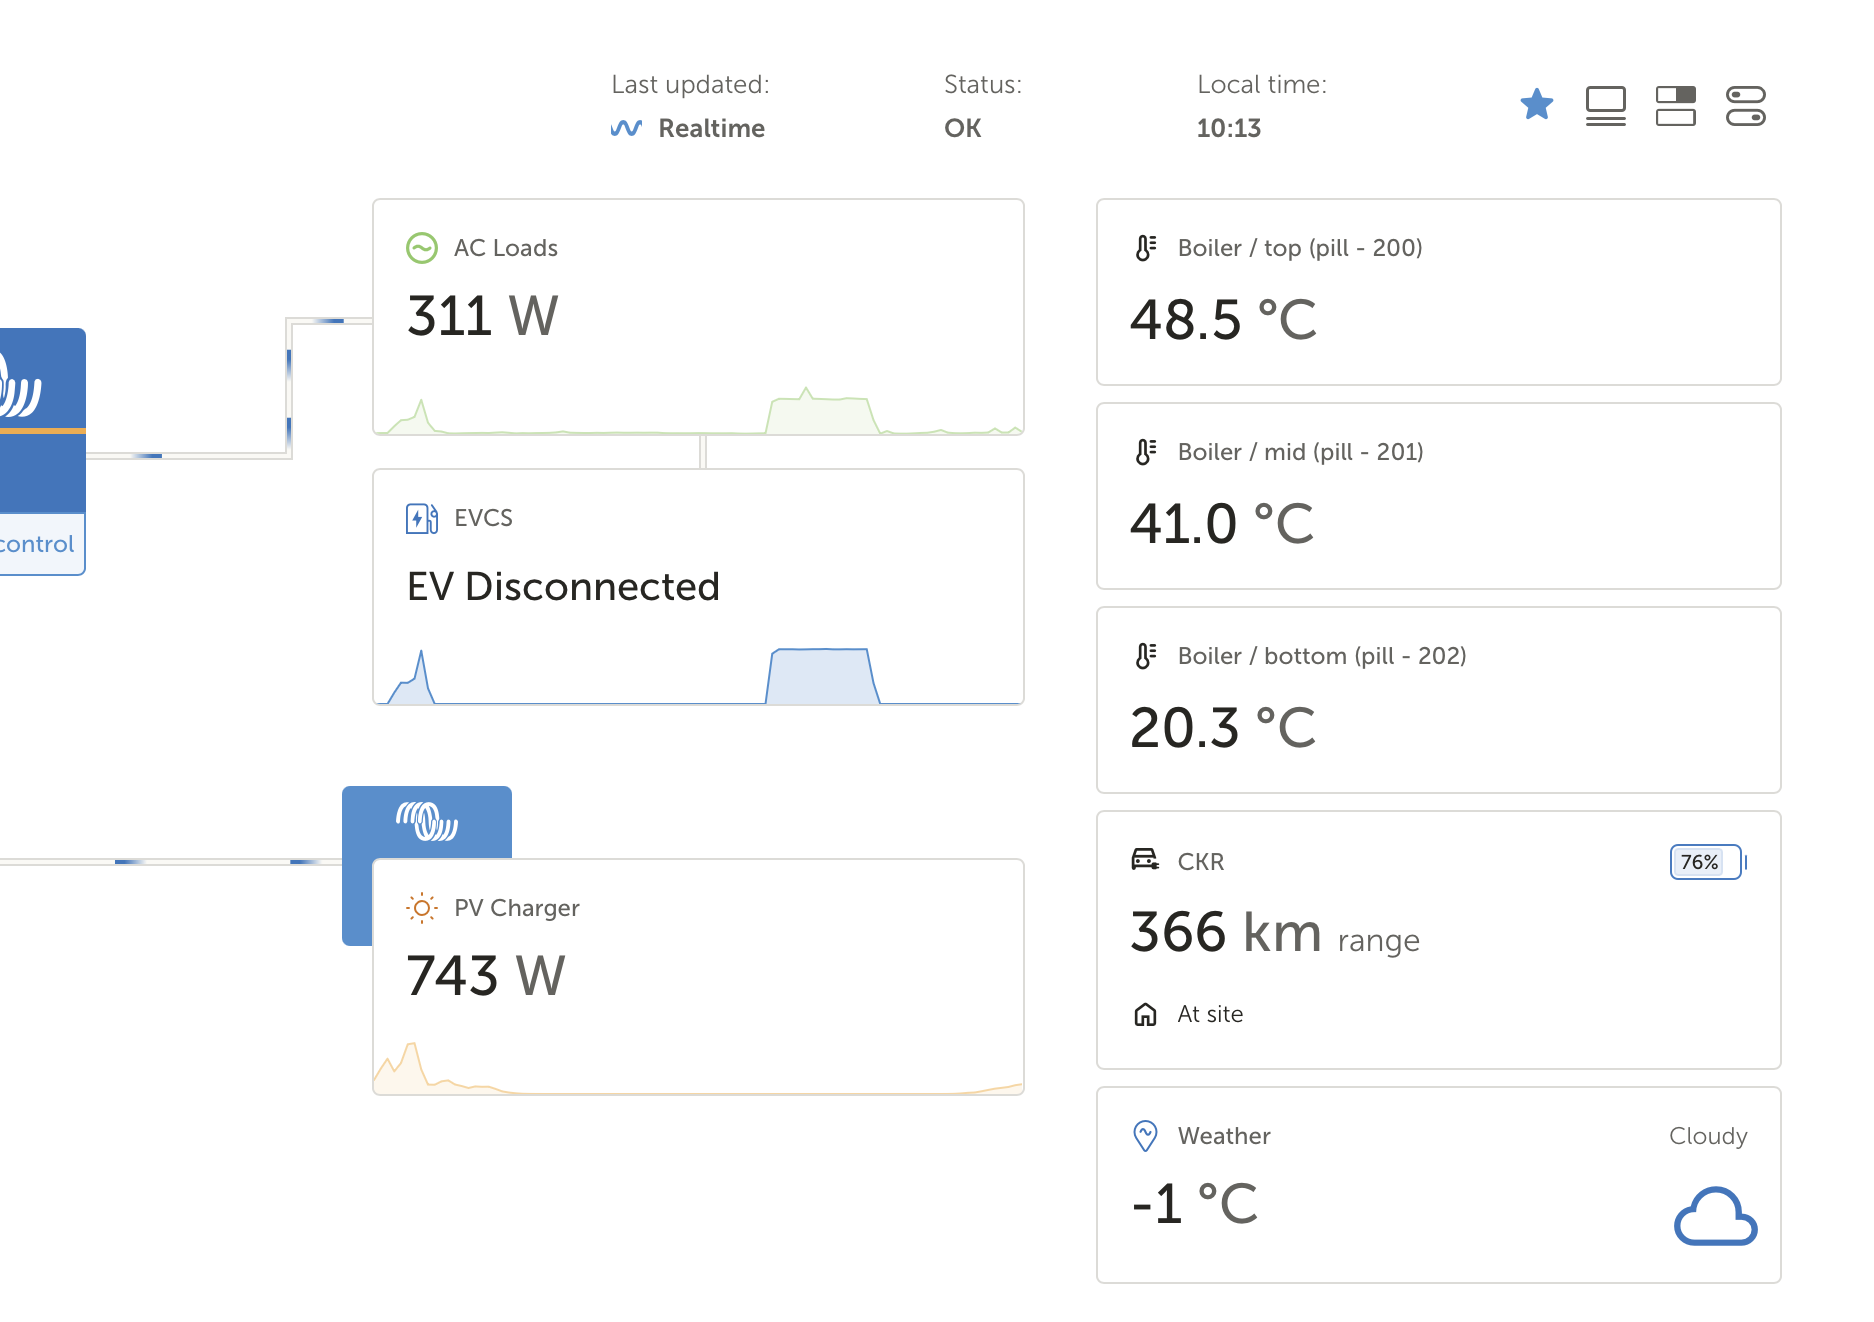 Last updated:
Realtime
Status:
OK
Local time:
10:13
control
AC Loads
311 W
EVCS
EV Disconnected
PV Charger
743 W
Boiler / top (pill - 200)
48.5 °C
Boiler / mid (pill - 201)
41.0 °C
Boiler / bottom (pill - 202)
20.3 °C
CKR
76%
366 km range
At site
Weather
Cloudy
-1 °C